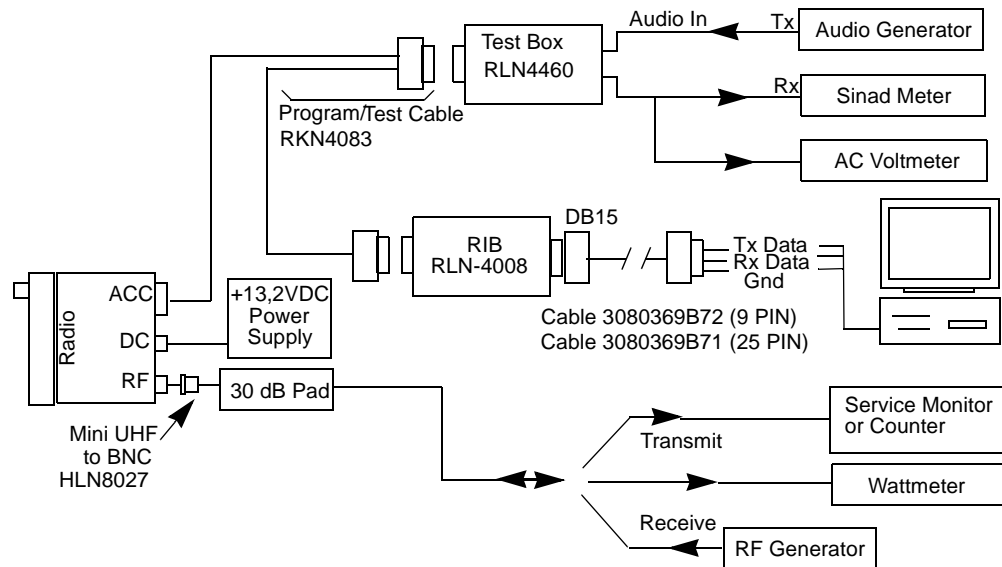 Audio In
Tx
Audio Generator
Test Box
RLN4460
Rx
Sinad Meter
Program/Test Cable
RKN4083
AC Voltmeter
DB15
RIB
RLN-4008
Tx Data
Rx Data
Gnd
ACC
+13,2VDC
Power
Supply
Cable 3080369B72 (9 PIN)
Cable 3080369B71 (25 PIN)
Radio
DC
RF
30 dB Pad
Mini UHF
to BNC
HLN8027
Transmit
Service Monitor
or Counter
Wattmeter
Receive
RF Generator